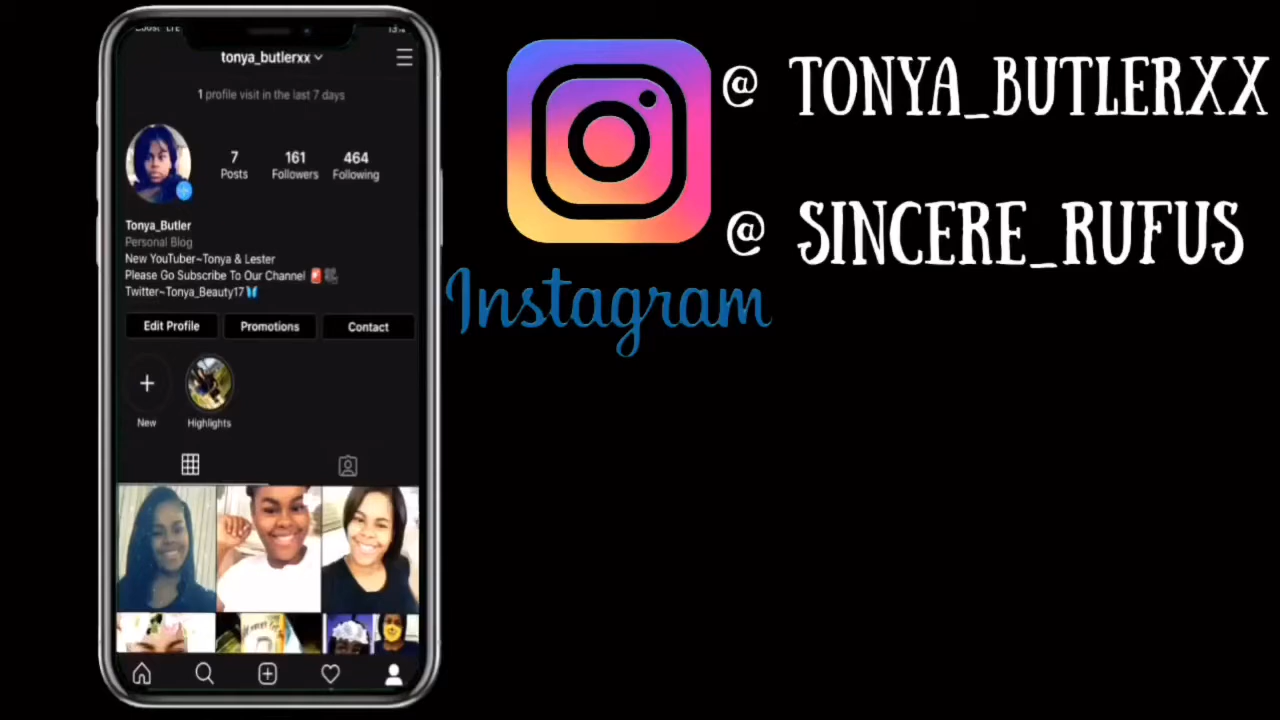 tonya_butlerxx
1 profile visit in the last 7 days
7 161 464
Posts Followers Following
Tonya_Butler
Personal Blog
New YouTuber~Tonya & Lester
Please Go Subscribe To Our Channel
Twitter~Tonya_Beauty17
Edit Profile Promotions Contact
New Highlights
@ TONYA_BUTLERXX
@ SINCERE_RUFUS
Instagram